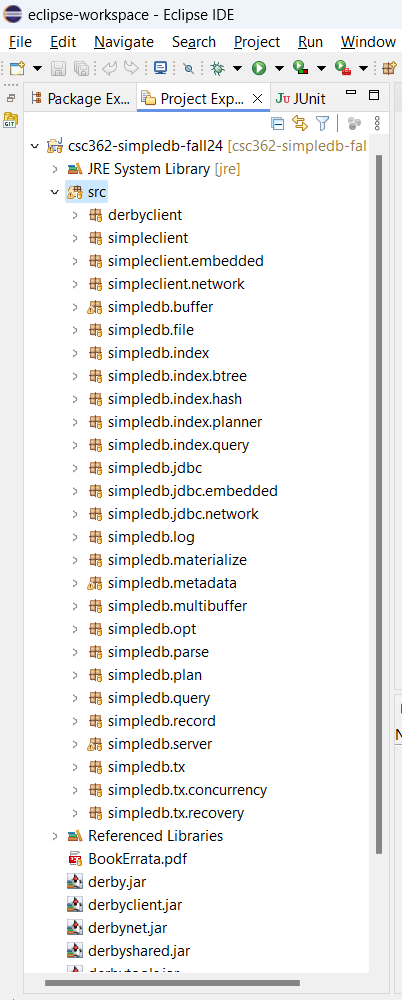 eclipse-workspace - Eclipse IDE
File Edit Navigate Search Project Run Window
Package Ex... Project Exp... JUnit
csc362-simpledb-fall24 [csc362-simpledb-fal
JRE System Library [jre]
src
derbyclient
simpleclient
simpleclient.embedded
simpleclient.network
simpledb.buffer
simpledb.file
simpledb.index
simpledb.index.btree
simpledb.index.hash
simpledb.index.planner
simpledb.index.query
simpledb.jdbc
simpledb.jdbc.embedded
simpledb.jdbc.network
simpledb.log
simpledb.materialize
simpledb.metadata
simpledb.multibuffer
simpledb.opt
simpledb.parse
simpledb.plan
simpledb.query
simpledb.record
simpledb.server
simpledb.tx
simpledb.tx.concurrency
simpledb.tx.recovery
Referenced Libraries
BookErrata.pdf
derby.jar
derbyclient.jar
derbynet.jar
derbyshared.jar